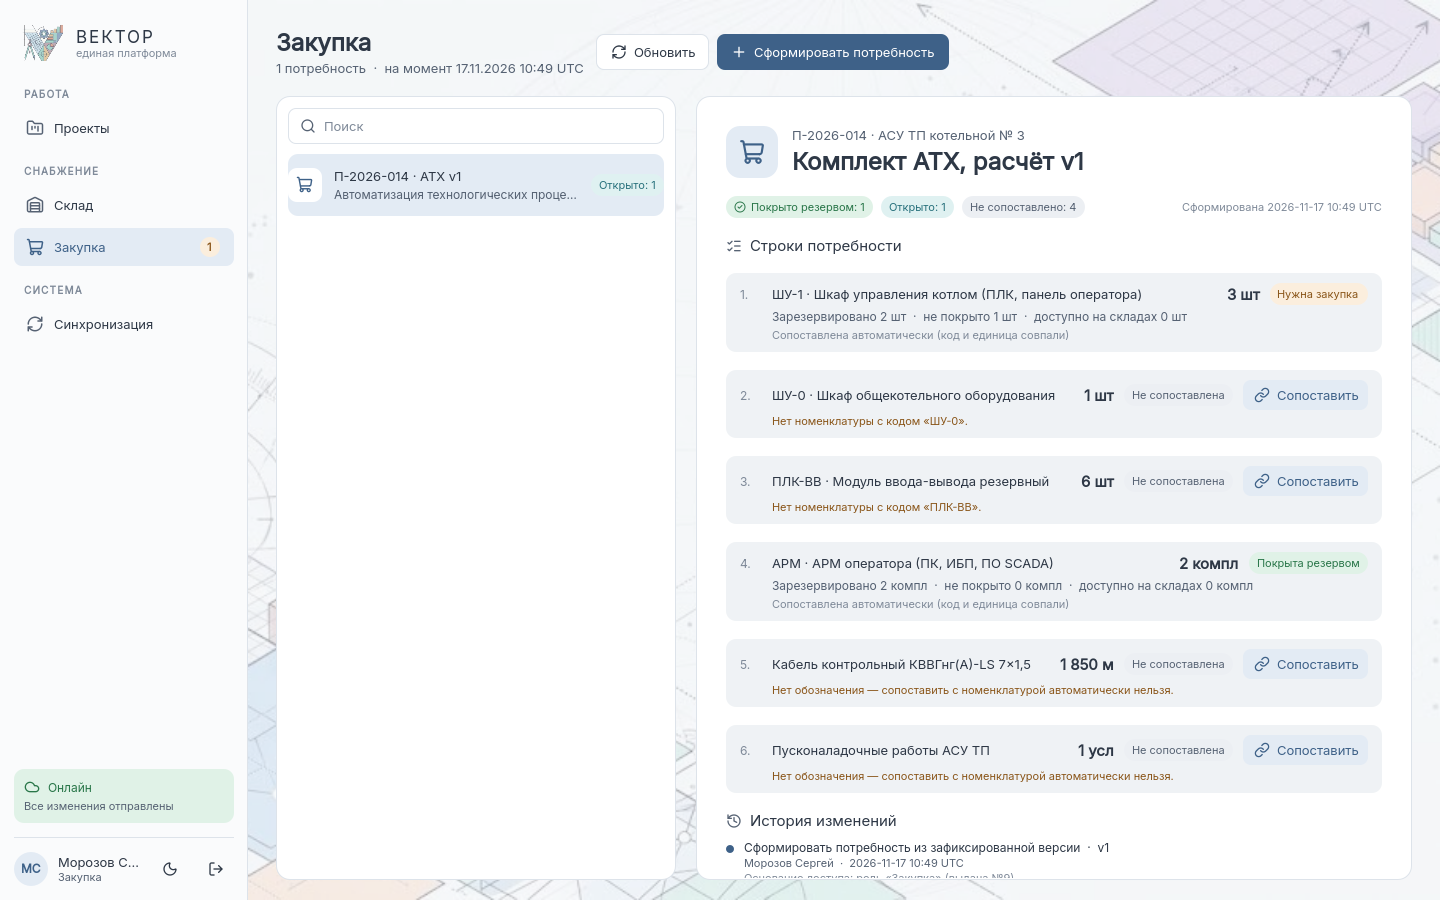 ВЕКТОР
единая платформа
РАБОТА
Проекты
СНАБЖЕНИЕ
Склад
Закупка 1
СИСТЕМА
Синхронизация
Онлайн
Все изменения отправлены
МС
Морозов С...
Закупка
Закупка
1 потребность · на момент 17.11.2026 10:49 UTC
Обновить
Сформировать потребность
Поиск
П-2026-014 · АТХ v1
Автоматизация технологических проце...
Открыто: 1
П-2026-014 · АСУ ТП котельной № 3
Комплект АТХ, расчёт v1
Покрыто резервом: 1 Открыто: 1 Не сопоставлено: 4 Сформирована 2026-11-17 10:49 UTC
Строки потребности
1. ШУ-1 · Шкаф управления котлом (ПЛК, панель оператора) 3 шт Нужна закупка
Зарезервировано 2 шт · не покрыто 1 шт · доступно на складах 0 шт
Сопоставлена автоматически (код и единица совпали)
2. ШУ-0 · Шкаф общекотельного оборудования 1 шт Не сопоставлена Сопоставить
Нет номенклатуры с кодом «ШУ-0».
3. ПЛК-ВВ · Модуль ввода-вывода резервный 6 шт Не сопоставлена Сопоставить
Нет номенклатуры с кодом «ПЛК-ВВ».
4. АРМ · АРМ оператора (ПК, ИБП, ПО SCADA) 2 компл Покрыта резервом
Зарезервировано 2 компл · не покрыто 0 компл · доступно на складах 0 компл
Сопоставлена автоматически (код и единица совпали)
5. Кабель контрольный КВВГнг(А)-LS 7×1,5 1 850 м Не сопоставлена Сопоставить
Нет обозначения — сопоставить с номенклатурой автоматически нельзя.
6. Пусконаладочные работы АСУ ТП 1 усл Не сопоставлена Сопоставить
Нет обозначения — сопоставить с номенклатурой автоматически нельзя.
История изменений
Сформировать потребность из зафиксированной версии · v1
Морозов Сергей · 2026-11-17 10:49 UTC
Основание доступа: роль «Закупка» (выдача №9)